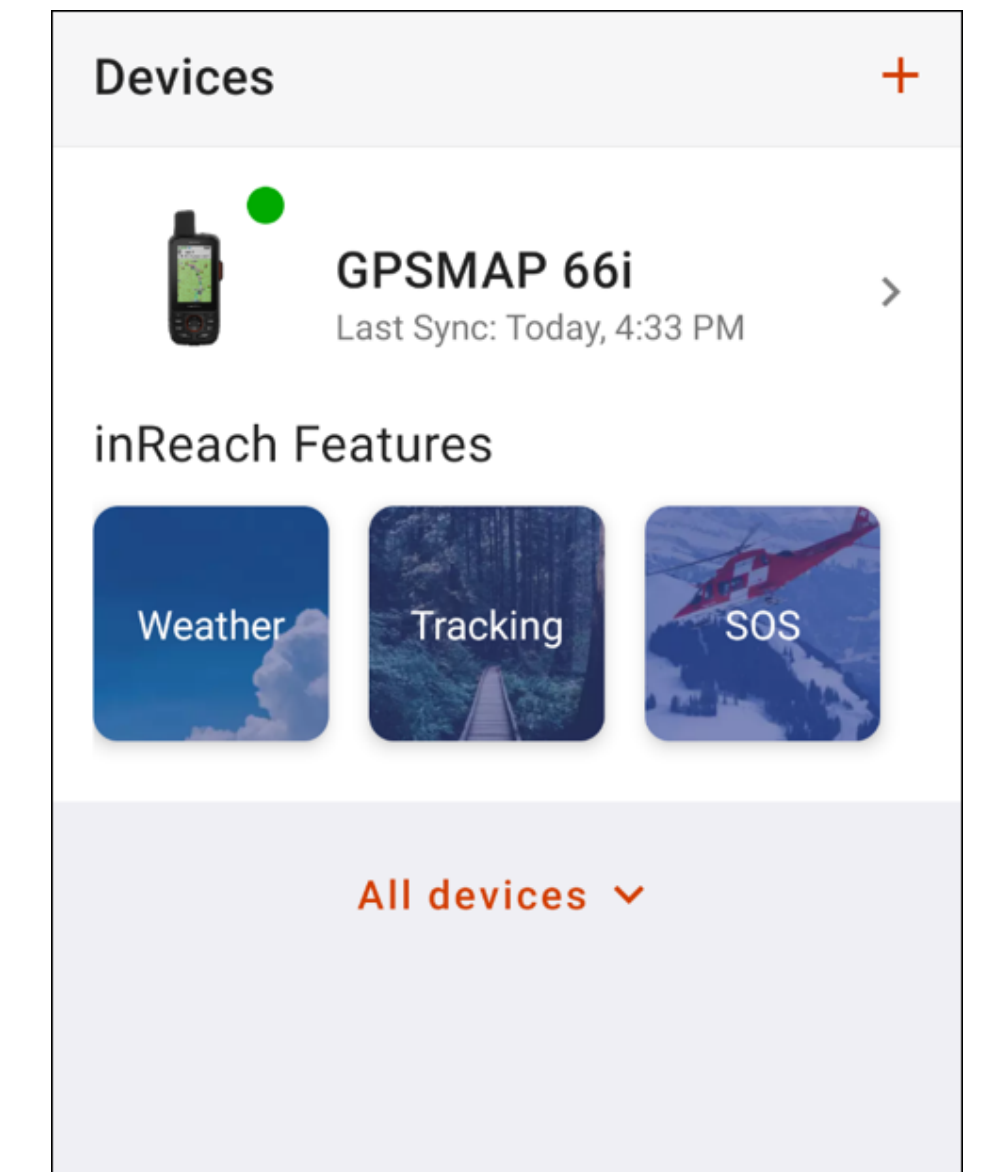 Devices
GPSMAP 66i
Last Sync: Today, 4:33 PM
inReach Features
Weather
Tracking
SOS
All devices